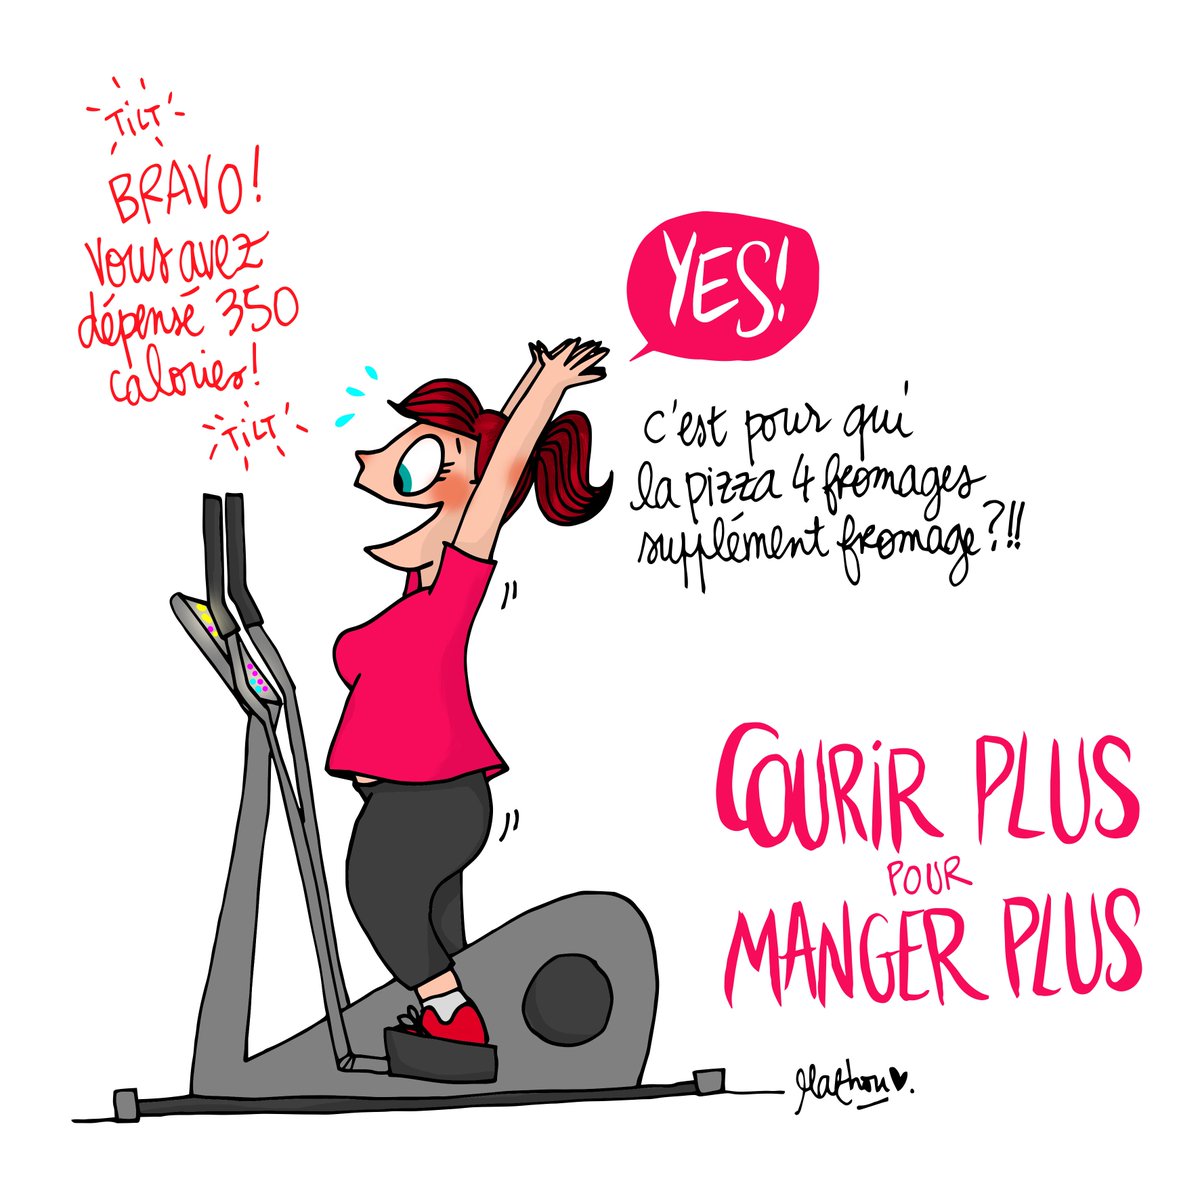 TiLT
BRAVO!
Vous avez
dépensé 350
calories!
TiLT
YES!
c'est pour qui
la pizza 4 fromages
supplément fromage?!!
COURiR PLUS
POUR
MANGER PLUS
Mathou